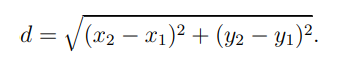 d = √(x₂ − x₁)² + (y₂ − y₁)².